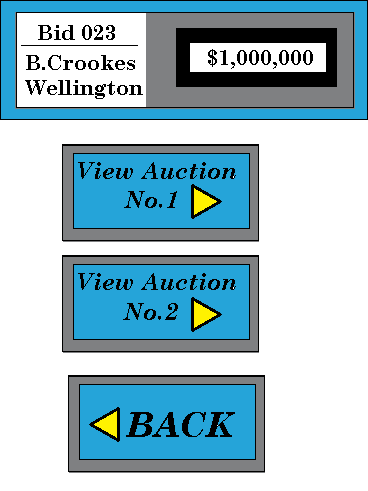 Bid 023
B.Crookes
Wellington
$1,000,000
View Auction
No.1
View Auction
No.2
BACK